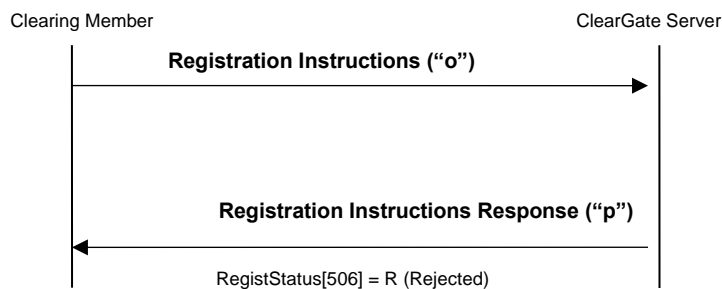 Clearing Member
ClearGate Server
Registration Instructions (“o”)
Registration Instructions Response (“p”)
RegistStatus[506] = R (Rejected)